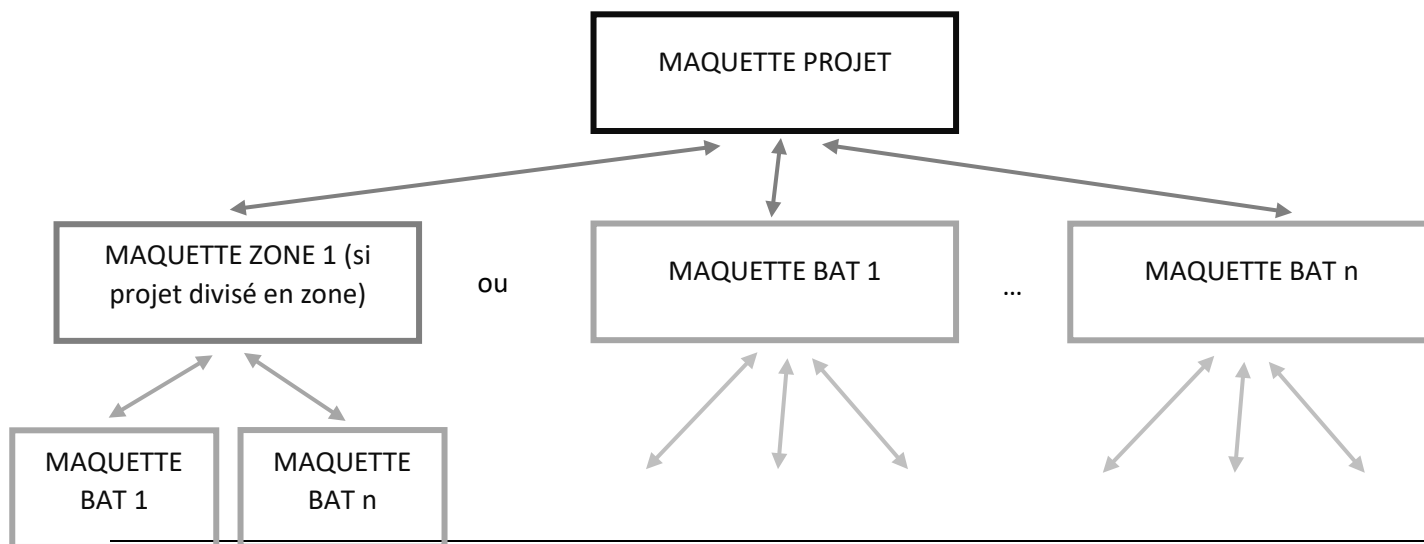 MAQUETTE PROJET
MAQUETTE ZONE 1 (si
projet divisé en zone)
ou
MAQUETTE BAT 1
...
MAQUETTE BAT n
MAQUETTE
BAT 1
MAQUETTE
BAT n